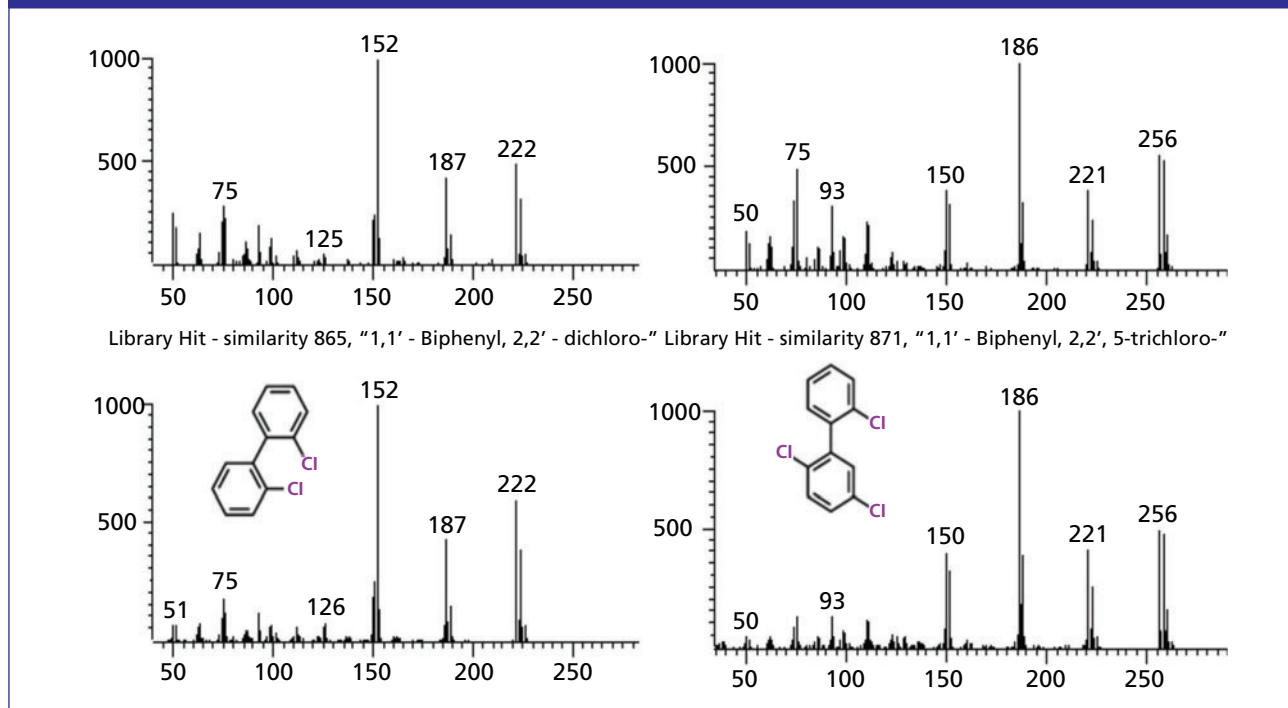 152
1000
500
75
125
187
222
50 100 150 200 250
186
1000
500
50
75
93
150
221
256
50 100 150 200 250
Library Hit - similarity 865, “1,1’ - Biphenyl, 2,2’ - dichloro-”
Library Hit - similarity 871, “1,1’ - Biphenyl, 2,2’, 5-trichloro-”
152
1000
500
Cl
Cl
51
75
126
187
222
50 100 150 200 250
186
1000
500
Cl
Cl
Cl
50
93
150
221
256
50 100 150 200 250